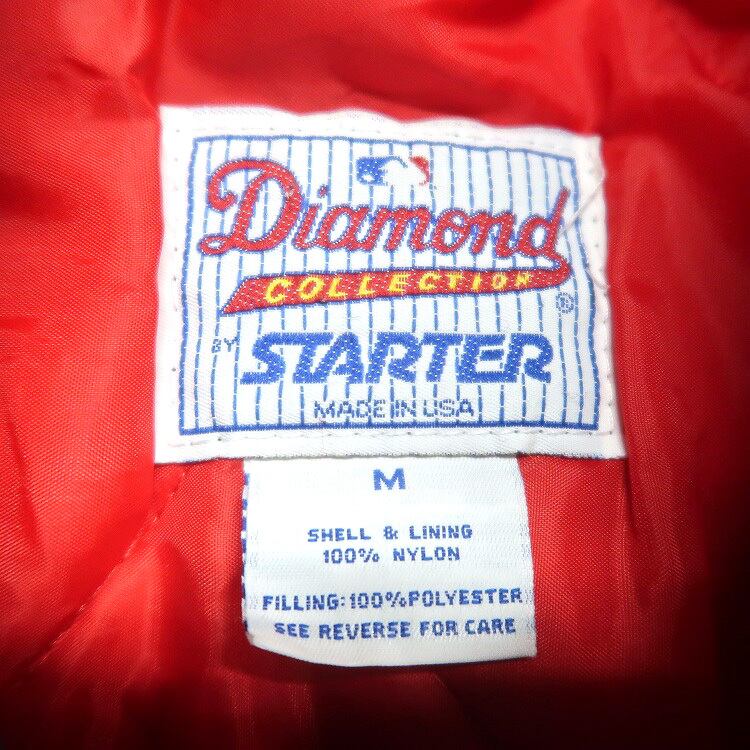 Diamond
COLLECTION ®
BY STARTER
MADE IN USA
M
SHELL & LINING
100% NYLON
FILLING:100%POLYESTER
SEE REVERSE FOR CARE